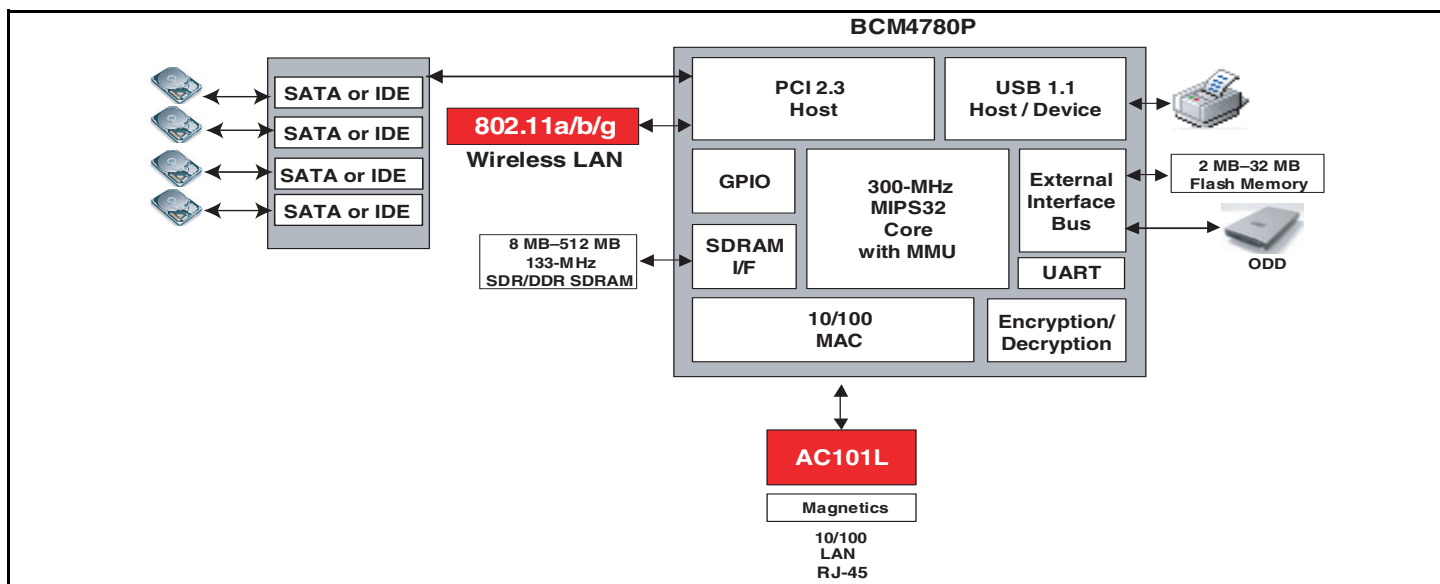 BCM4780P
SATA or IDE
SATA or IDE
SATA or IDE
SATA or IDE
802.11a/b/g
Wireless LAN
PCI 2.3
Host
USB 1.1
Host / Device
GPIO
300-MHz
MIPS32
Core
with MMU
External
Interface
Bus
2 MB–32 MB
Flash Memory
ODD
8 MB–512 MB
133-MHz
SDR/DDR SDRAM
SDRAM
I/F
UART
10/100
MAC
Encryption/
Decryption
AC101L
Magnetics
10/100
LAN
RJ-45